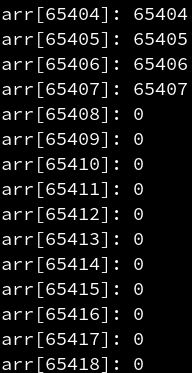 arr[65404]: 65404
arr[65405]: 65405
arr[65406]: 65406
arr[65407]: 65407
arr[65408]: 0
arr[65409]: 0
arr[65410]: 0
arr[65411]: 0
arr[65412]: 0
arr[65413]: 0
arr[65414]: 0
arr[65415]: 0
arr[65416]: 0
arr[65417]: 0
arr[65418]: 0